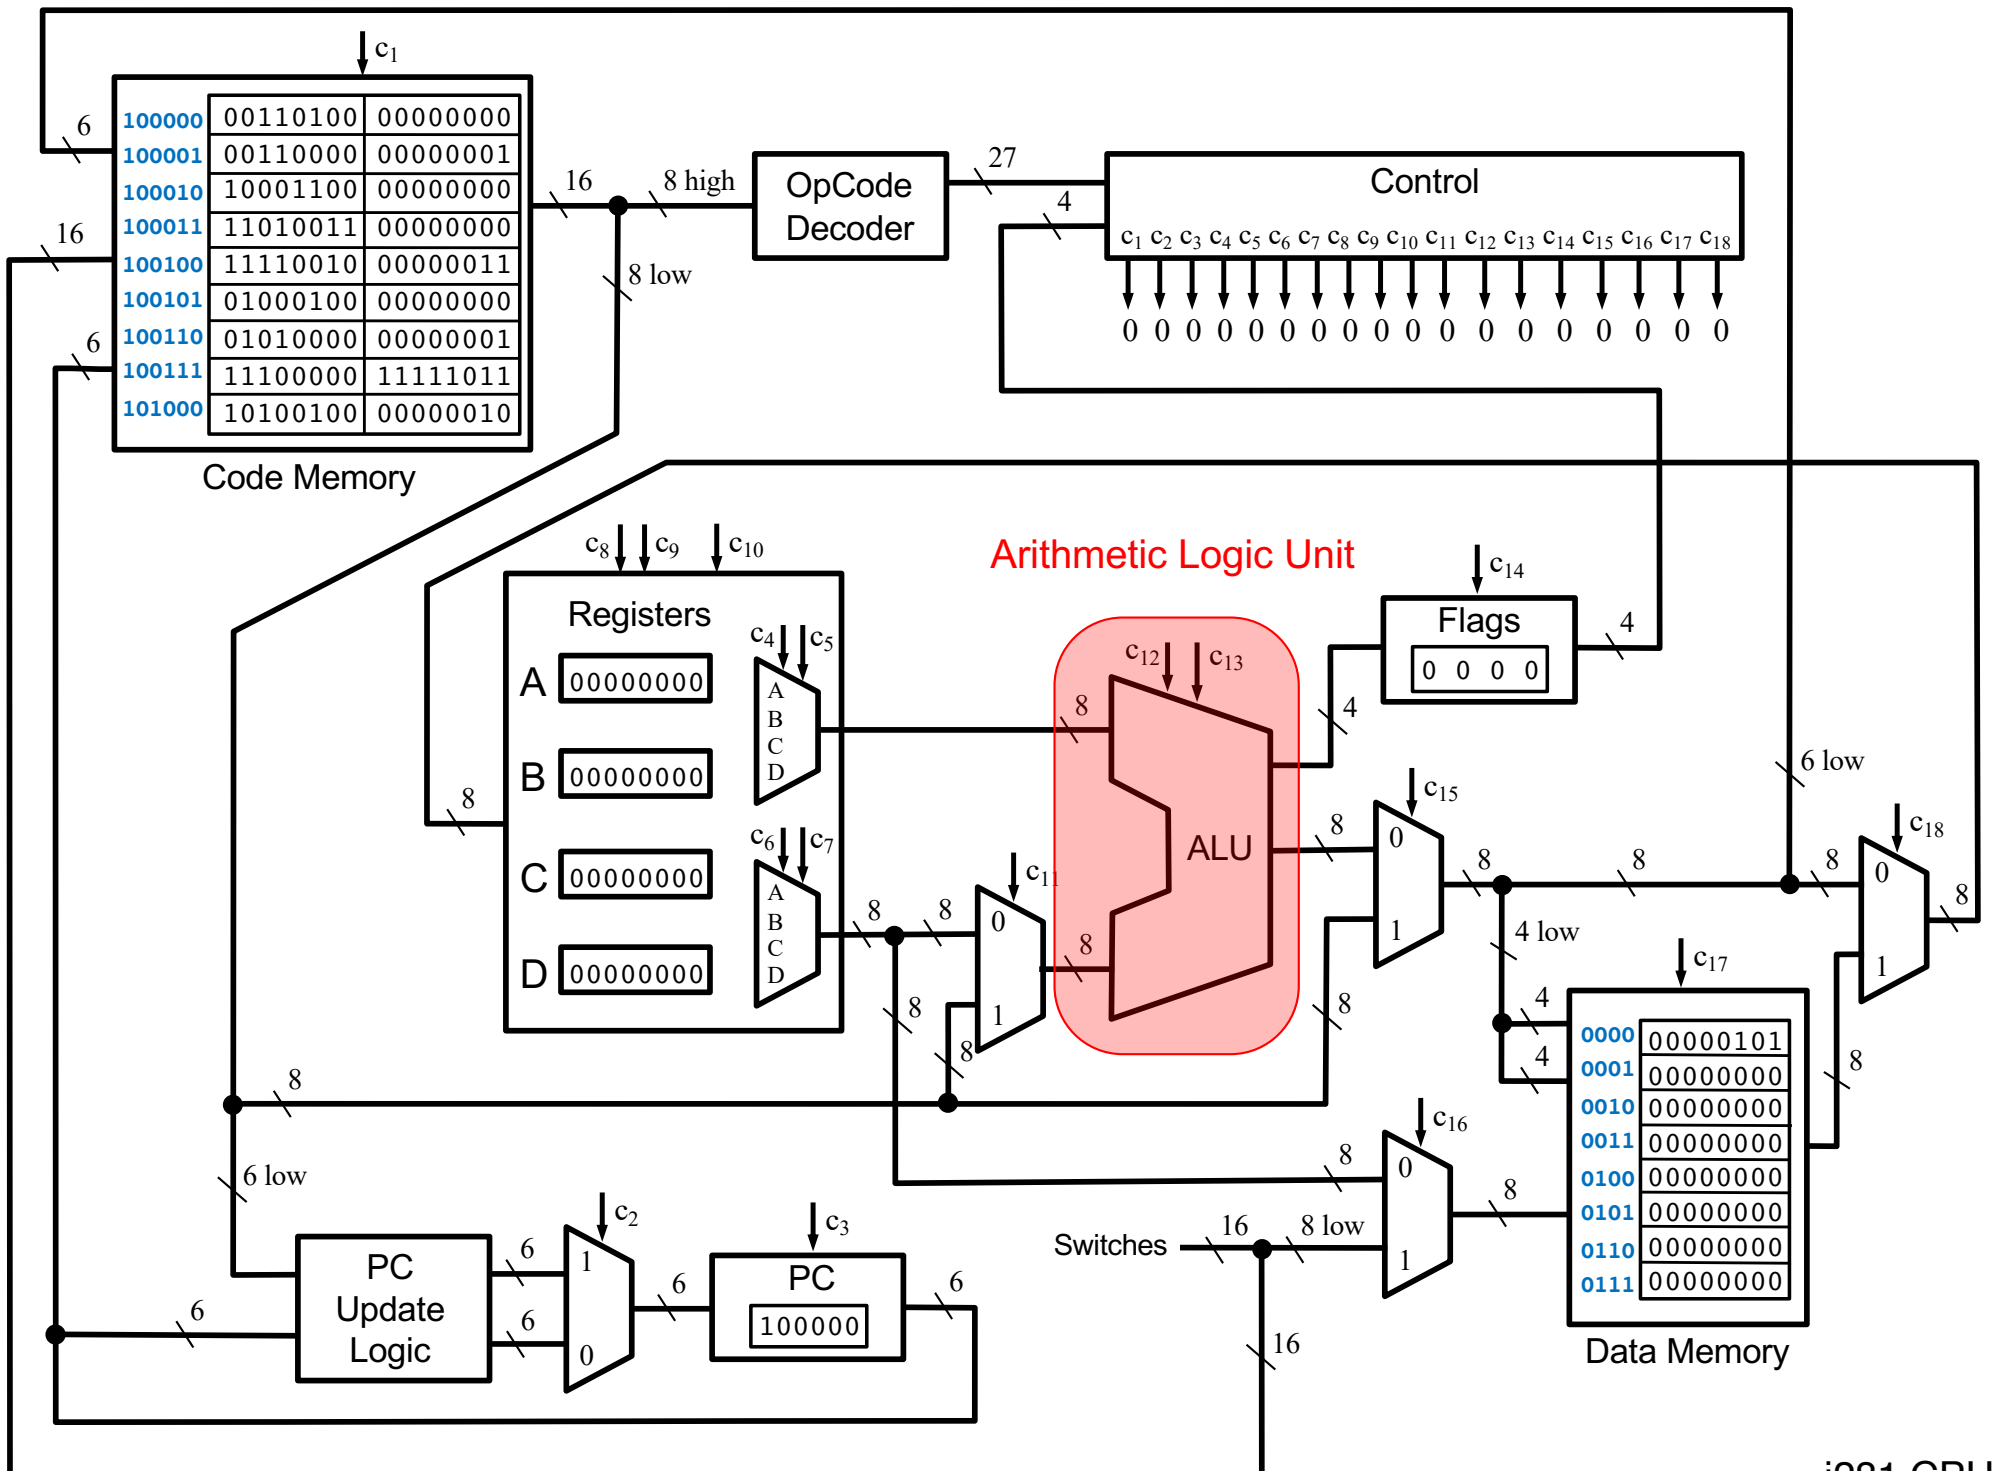 c1
100000 00110100 00000000
100001 00110000 00000001
100010 10001100 00000000
100011 11010011 00000000
100100 11110010 00000011
100101 01000100 00000000
100110 01010000 00000001
100111 11100000 11111011
101000 10100100 00000010
Code Memory
6
16
6
16
8 high
8 low
OpCode
Decoder
27
4
Control
c1 c2 c3 c4 c5 c6 c7 c8 c9 c10 c11 c12 c13 c14 c15 c16 c17 c18
0 0 0 0 0 0 0 0 0 0 0 0 0 0 0 0 0 0
c8 c9 c10
Registers
A 00000000
B 00000000
C 00000000
D 00000000
c4 c5
A
B
C
D
c6 c7
A
B
C
D
8
8
8
8
8
c11
0
1
8
8
Arithmetic Logic Unit
c12 c13
8
8
ALU
c14
Flags
0 0 0 0
4
4
8
c15
0
1
8
8
8
6 low
8
c18
0
1
8
4 low
4
4
c17
0000 00000101
0001 00000000
0010 00000000
0011 00000000
0100 00000000
0101 00000000
0110 00000000
0111 00000000
Data Memory
8
c16
0
1
8
8
Switches
16
8 low
16
6 low
6
PC
Update
Logic
6
6
c2
1
0
6
c3
PC
100000
6